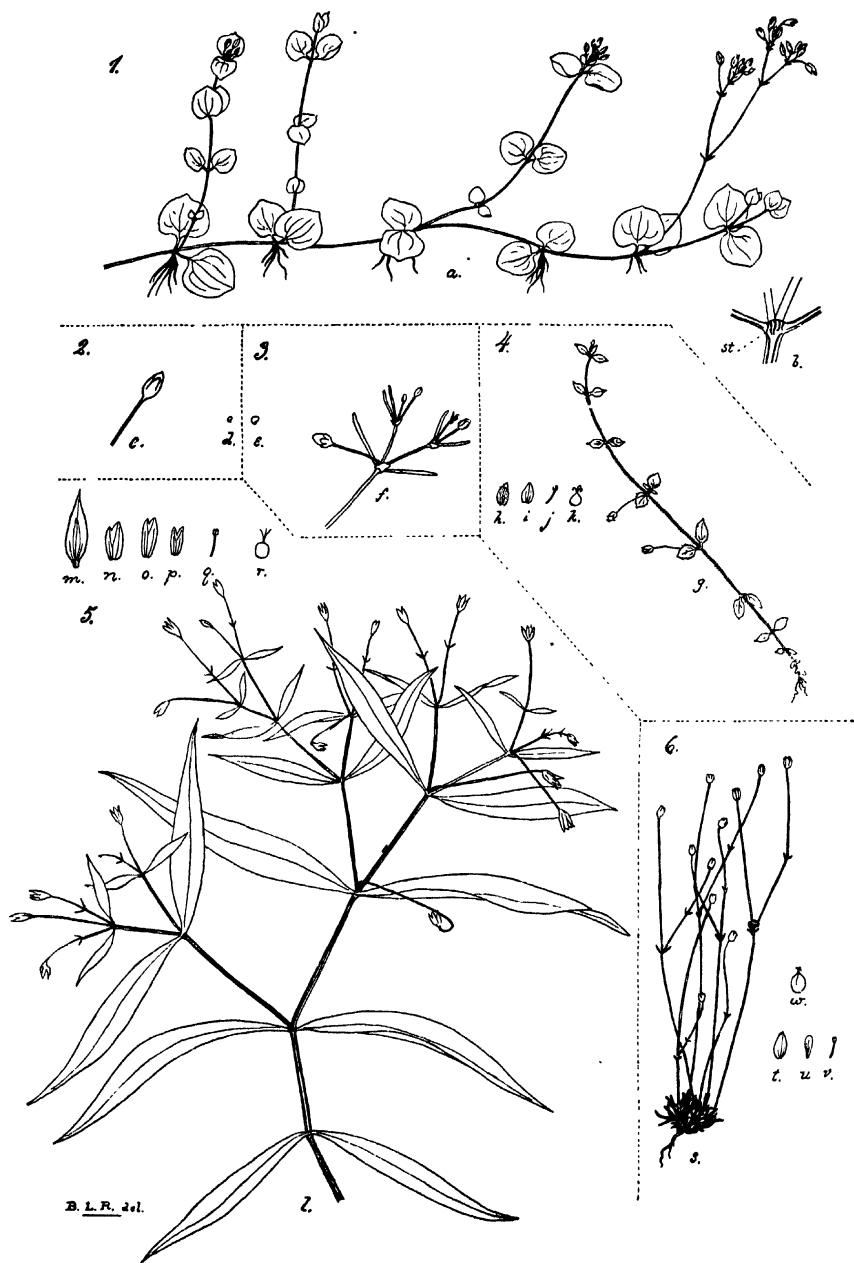 1.
a.
st.
b.
2.
c.
d.
e.
3.
f.
4.
h.
i
j
k.
g.
m.
n.
o.
p.
q.
r.
5.
l.
6.
w.
t.
u
v.
s.
B. L. R. del.